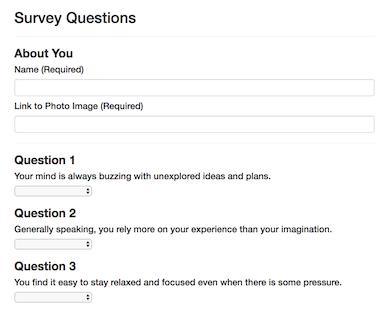 Survey Questions
About You
Name (Required)
Link to Photo Image (Required)
Question 1
Your mind is always buzzing with unexplored ideas and plans.
Question 2
Generally speaking, you rely more on your experience than your imagination.
Question 3
You find it easy to stay relaxed and focused even when there is some pressure.